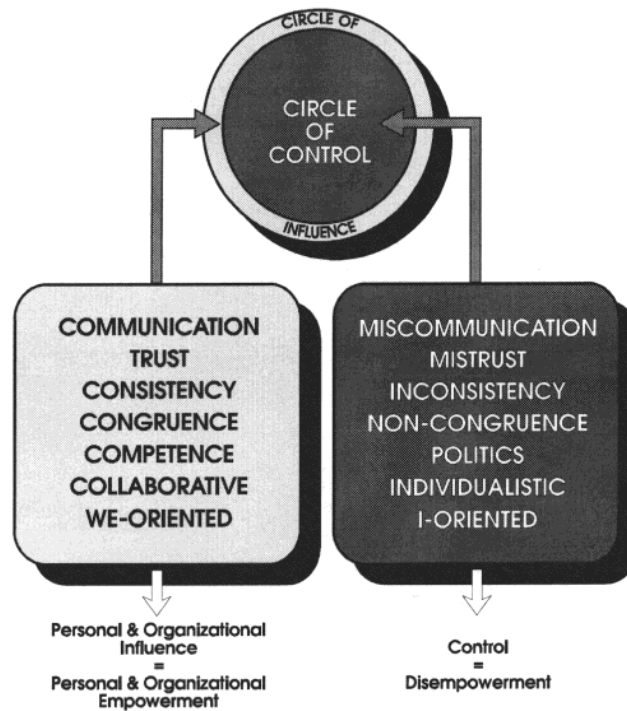 CIRCLE OF
CIRCLE
OF
CONTROL
INFLUENCE
COMMUNICATION
TRUST
CONSISTENCY
CONGRUENCE
COMPETENCE
COLLABORATIVE
WE-ORIENTED
Personal & Organizational
Influence
=
Personal & Organizational
Empowerment
MISCOMMUNICATION
MISTRUST
INCONSISTENCY
NON-CONGRUENCE
POLITICS
INDIVIDUALISTIC
I-ORIENTED
Control
=
Disempowerment